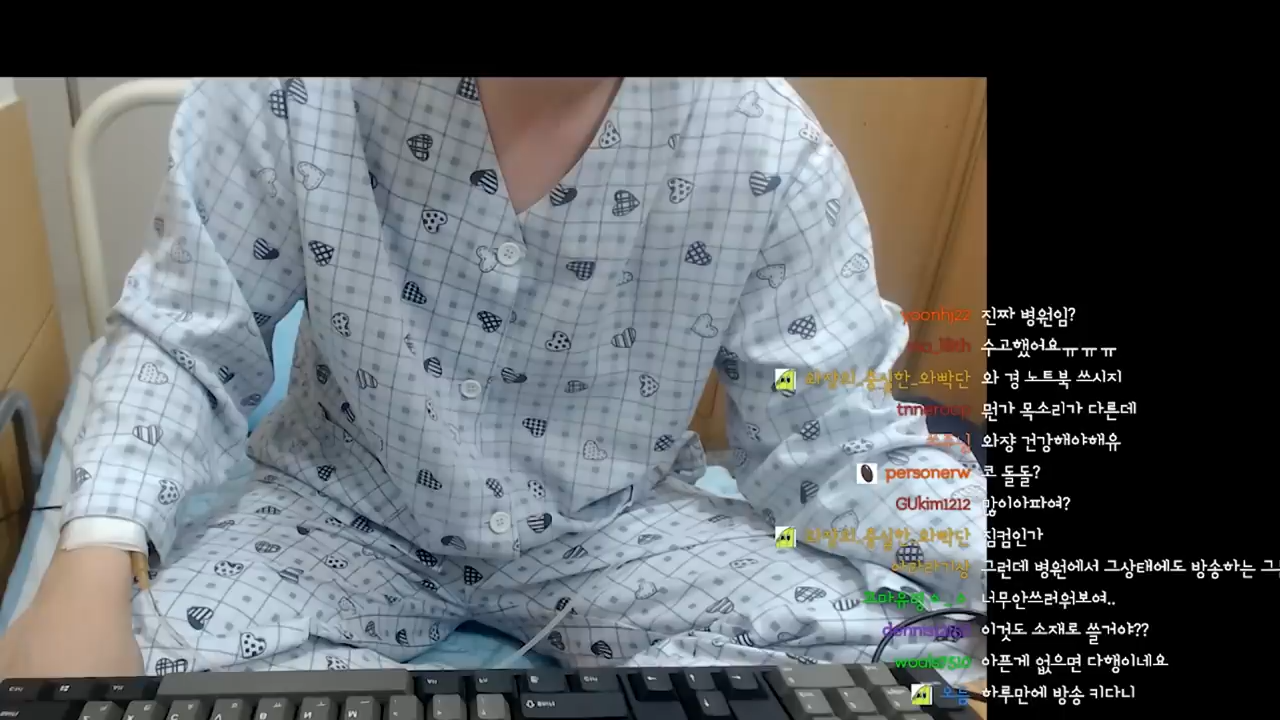 yoonhj22 진짜 병원임?
수고했어요ㅠㅠㅠ
와 경 노트북 쓰시지
뭔가 목소리가 다른데
와쟝 건강해야해유
personerw 콘 돌돌?
GUkim1212 많이아파여?
짐컴인가
그런데 병원에서 그상태에도 방송하는 그
너무안쓰러워보여..
이것도 소재로 쓸거야??
아픈게 없으면 다행이네요
하루만에 방송 키다니